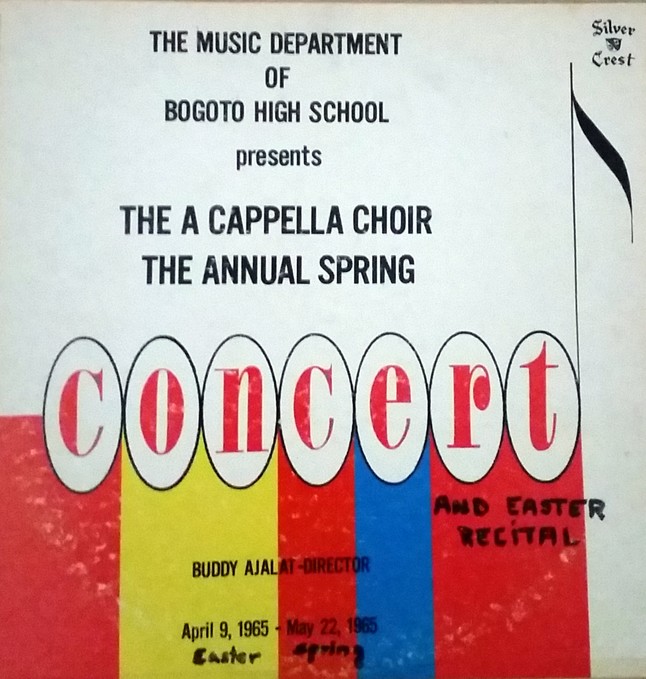 Silver
Crest
THE MUSIC DEPARTMENT
OF
BOGOTO HIGH SCHOOL
presents
THE A CAPPELLA CHOIR
THE ANNUAL SPRING
concert
AND EASTER
RECITAL
BUDDY AJALAT-DIRECTOR
April 9, 1965 - May 22, 1965
Easter spring